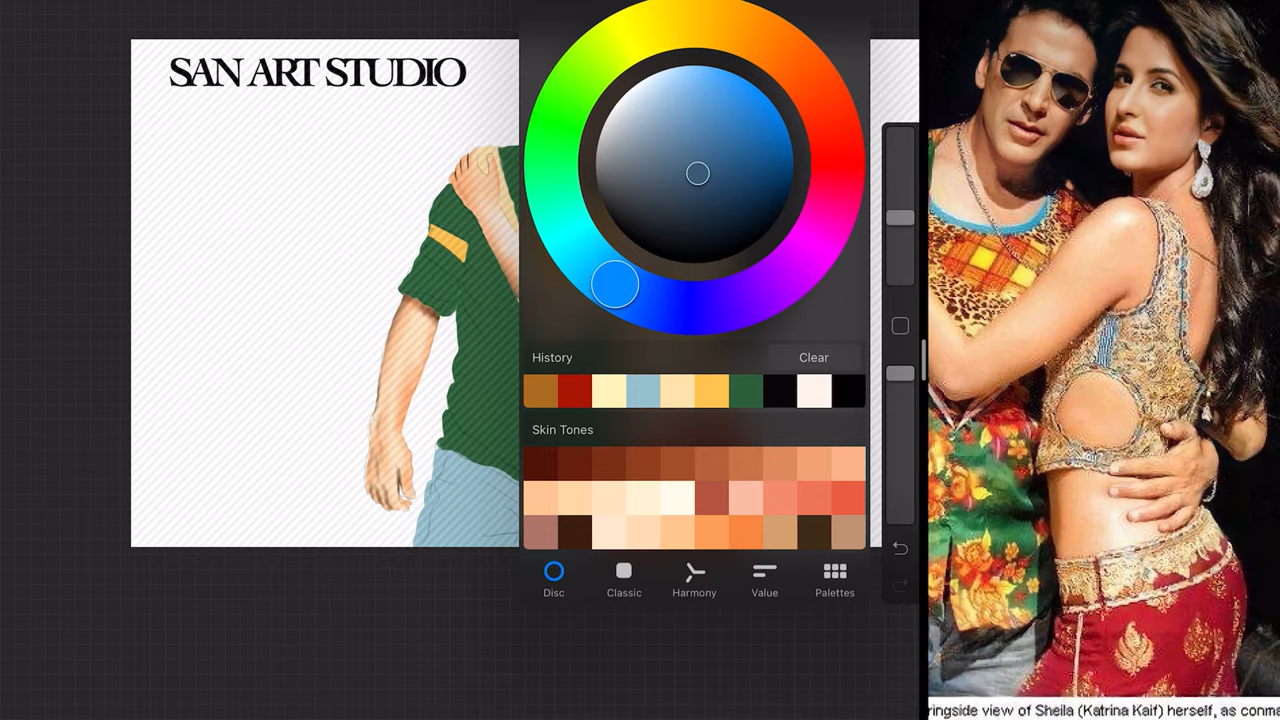 SAN ART STUDIO
History
Clear
Skin Tones
Disc
Classic
Harmony
Value
Palettes
ringside view of Sheila (Katrina Kaif) herself, as conma